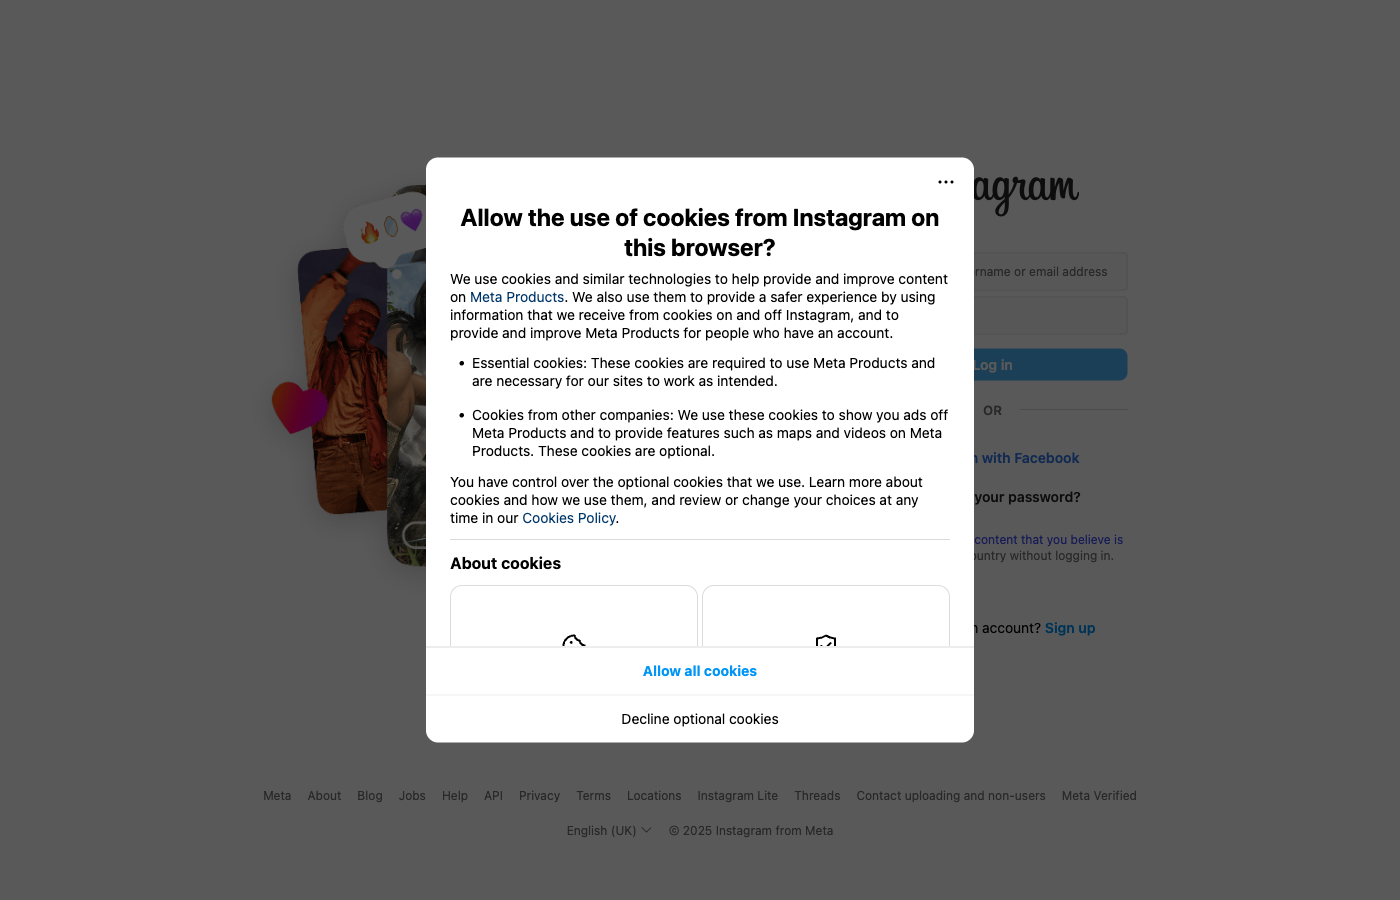 Allow the use of cookies from Instagram on
this browser?
We use cookies and similar technologies to help provide and improve content
on Meta Products. We also use them to provide a safer experience by using
information that we receive from cookies on and off Instagram, and to
provide and improve Meta Products for people who have an account.
• Essential cookies: These cookies are required to use Meta Products and
are necessary for our sites to work as intended.
• Cookies from other companies: We use these cookies to show you ads off
Meta Products and to provide features such as maps and videos on Meta
Products. These cookies are optional.
You have control over the optional cookies that we use. Learn more about
cookies and how we use them, and review or change your choices at any
time in our Cookies Policy.
About cookies
Allow all cookies
Decline optional cookies
agram
or email address
Log in
OR
with Facebook
your password?
content that you believe is
without logging in.
account? Sign up
Meta About Blog Jobs Help API Privacy Terms Locations Instagram Lite Threads Contact uploading and non-users Meta Verified
English (UK) © 2025 Instagram from Meta